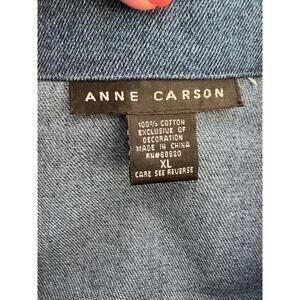 ANNE CARSON
100% COTTON
EXCLUSIVE OF
DECORATION
MADE IN CHINA
RN#88820
XL
CARE SEE REVERSE